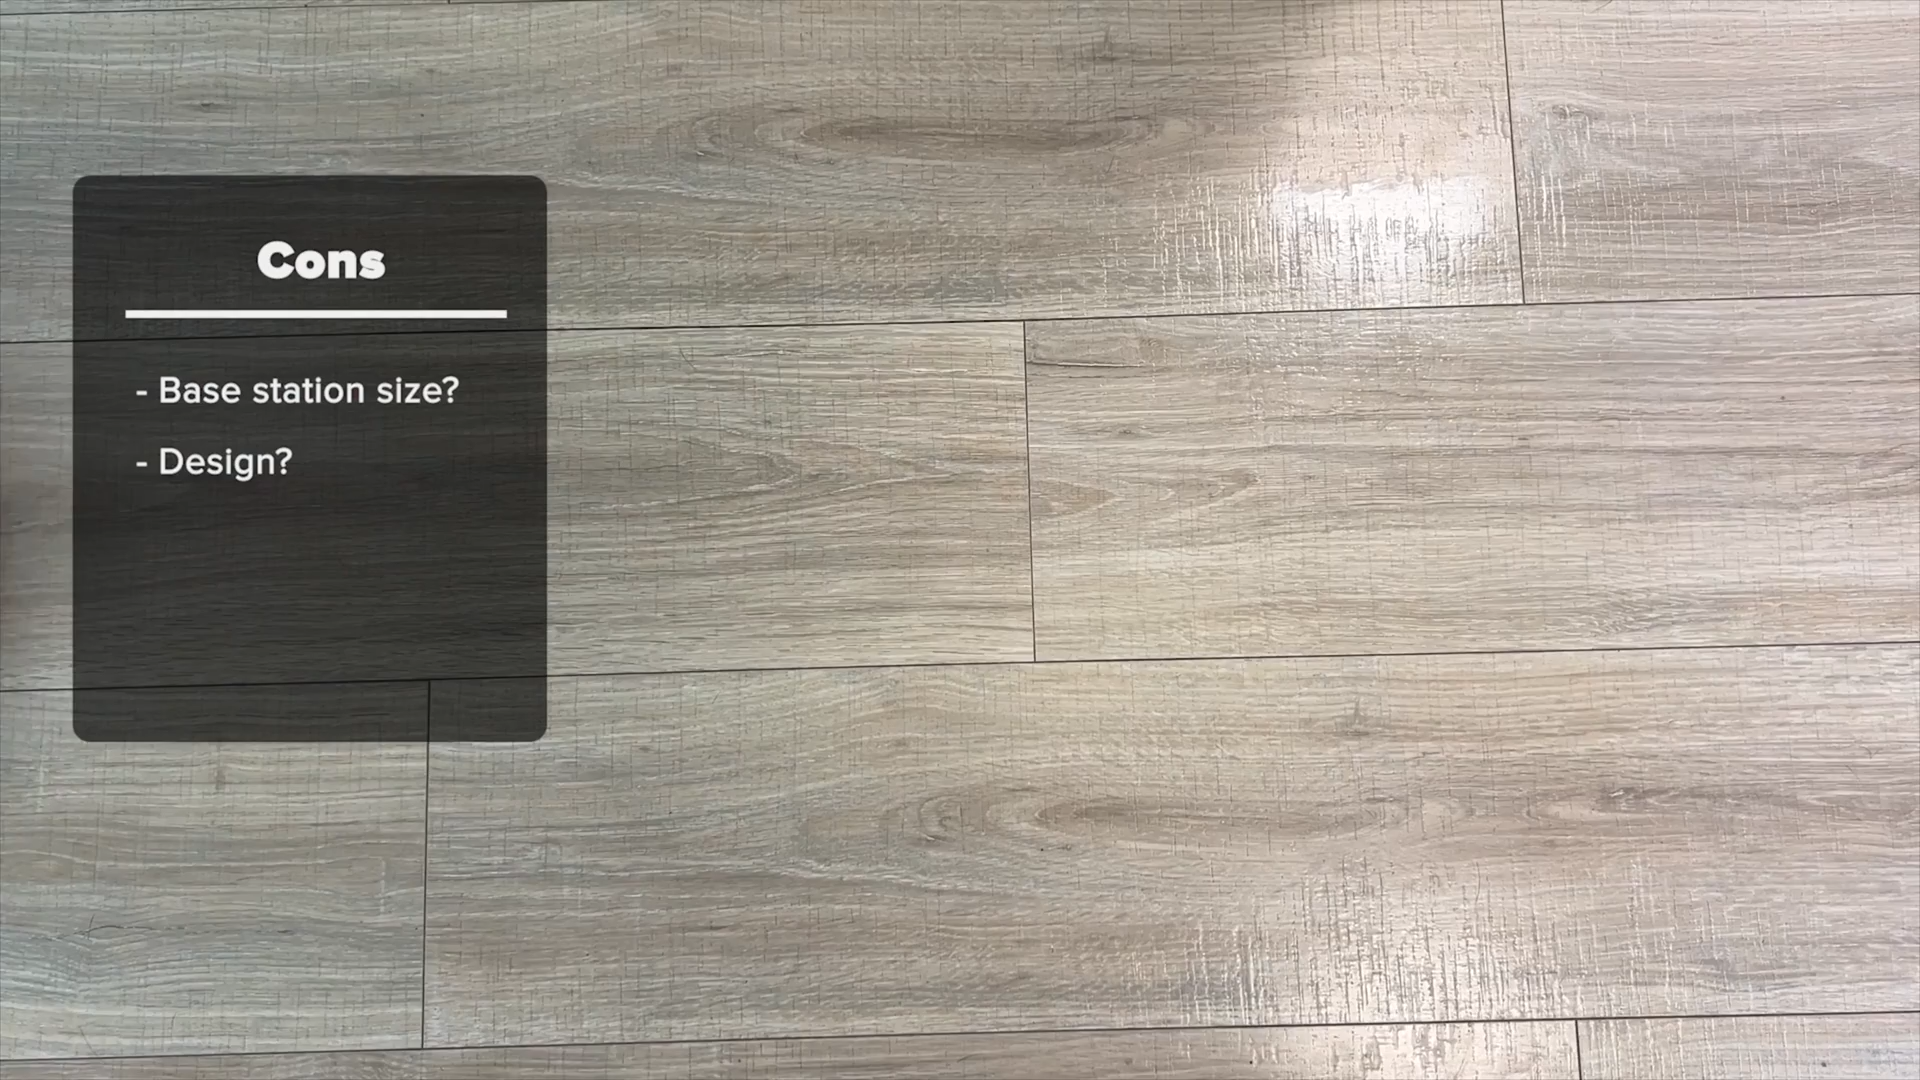 Cons
- Base station size?
- Design?